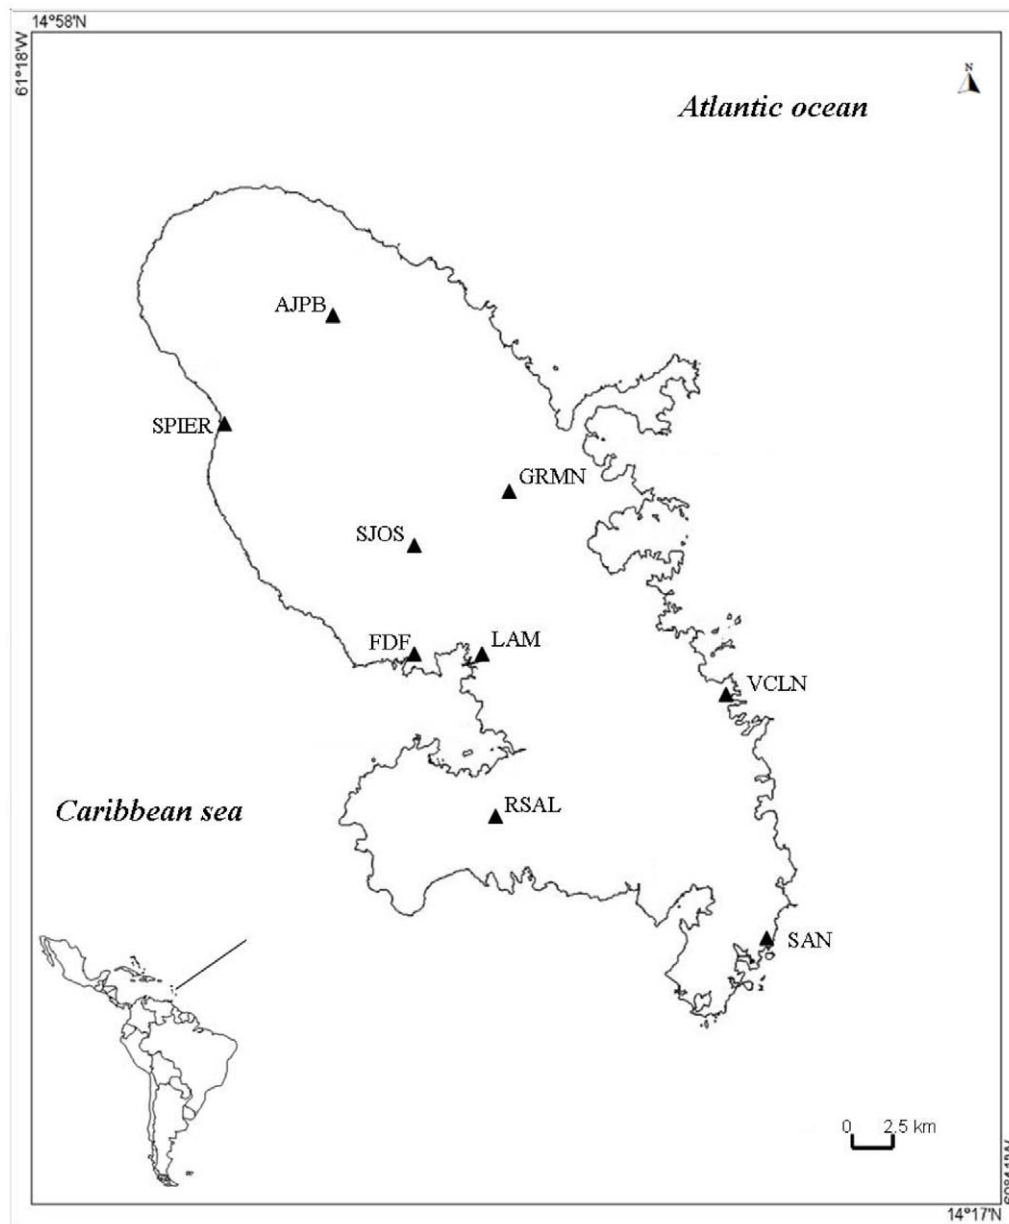 14°58'N
61°18'W
N
Atlantic ocean
AJPB
SPIER
GRMN
SJOS
FDF
LAM
VCLN
RSAL
Caribbean sea
SAN
0 2.5 km
14°17'N